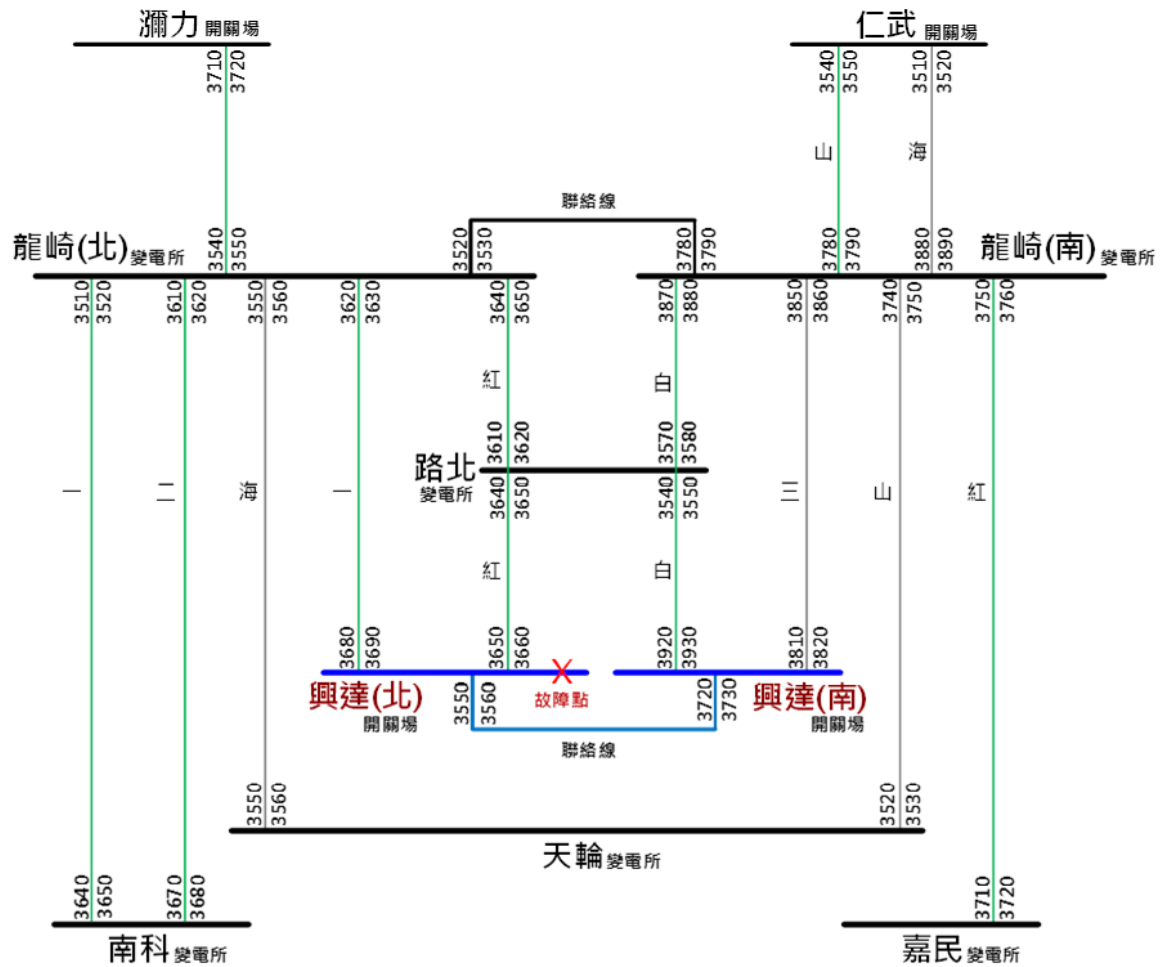 瀰力 開關場
仁武 開關場
3710 3720
3540 3550
3510 3520
山
海
聯絡線
龍崎(北) 變電所
3540 3550
3520 3530
3780 3790
3780 3790
3880 3890
龍崎(南) 變電所
3510 3520
3610 3620
3550 3560
3620 3630
3640 3650
3870 3880
3850 3860
3740 3750
3750 3760
紅
白
3610 3620
3570 3580
路北
變電所
3640 3650
3540 3550
一
二
海
一
三
山
紅
紅
白
3680 3690
3650 3660
3920 3930
3810 3820
興達(北)
開關場
3550 3560
故障點
3720 3730
興達(南)
開關場
聯絡線
3550 3560
3520 3530
天輪 變電所
3640 3650
3670 3680
3710 3720
南科 變電所
嘉民 變電所